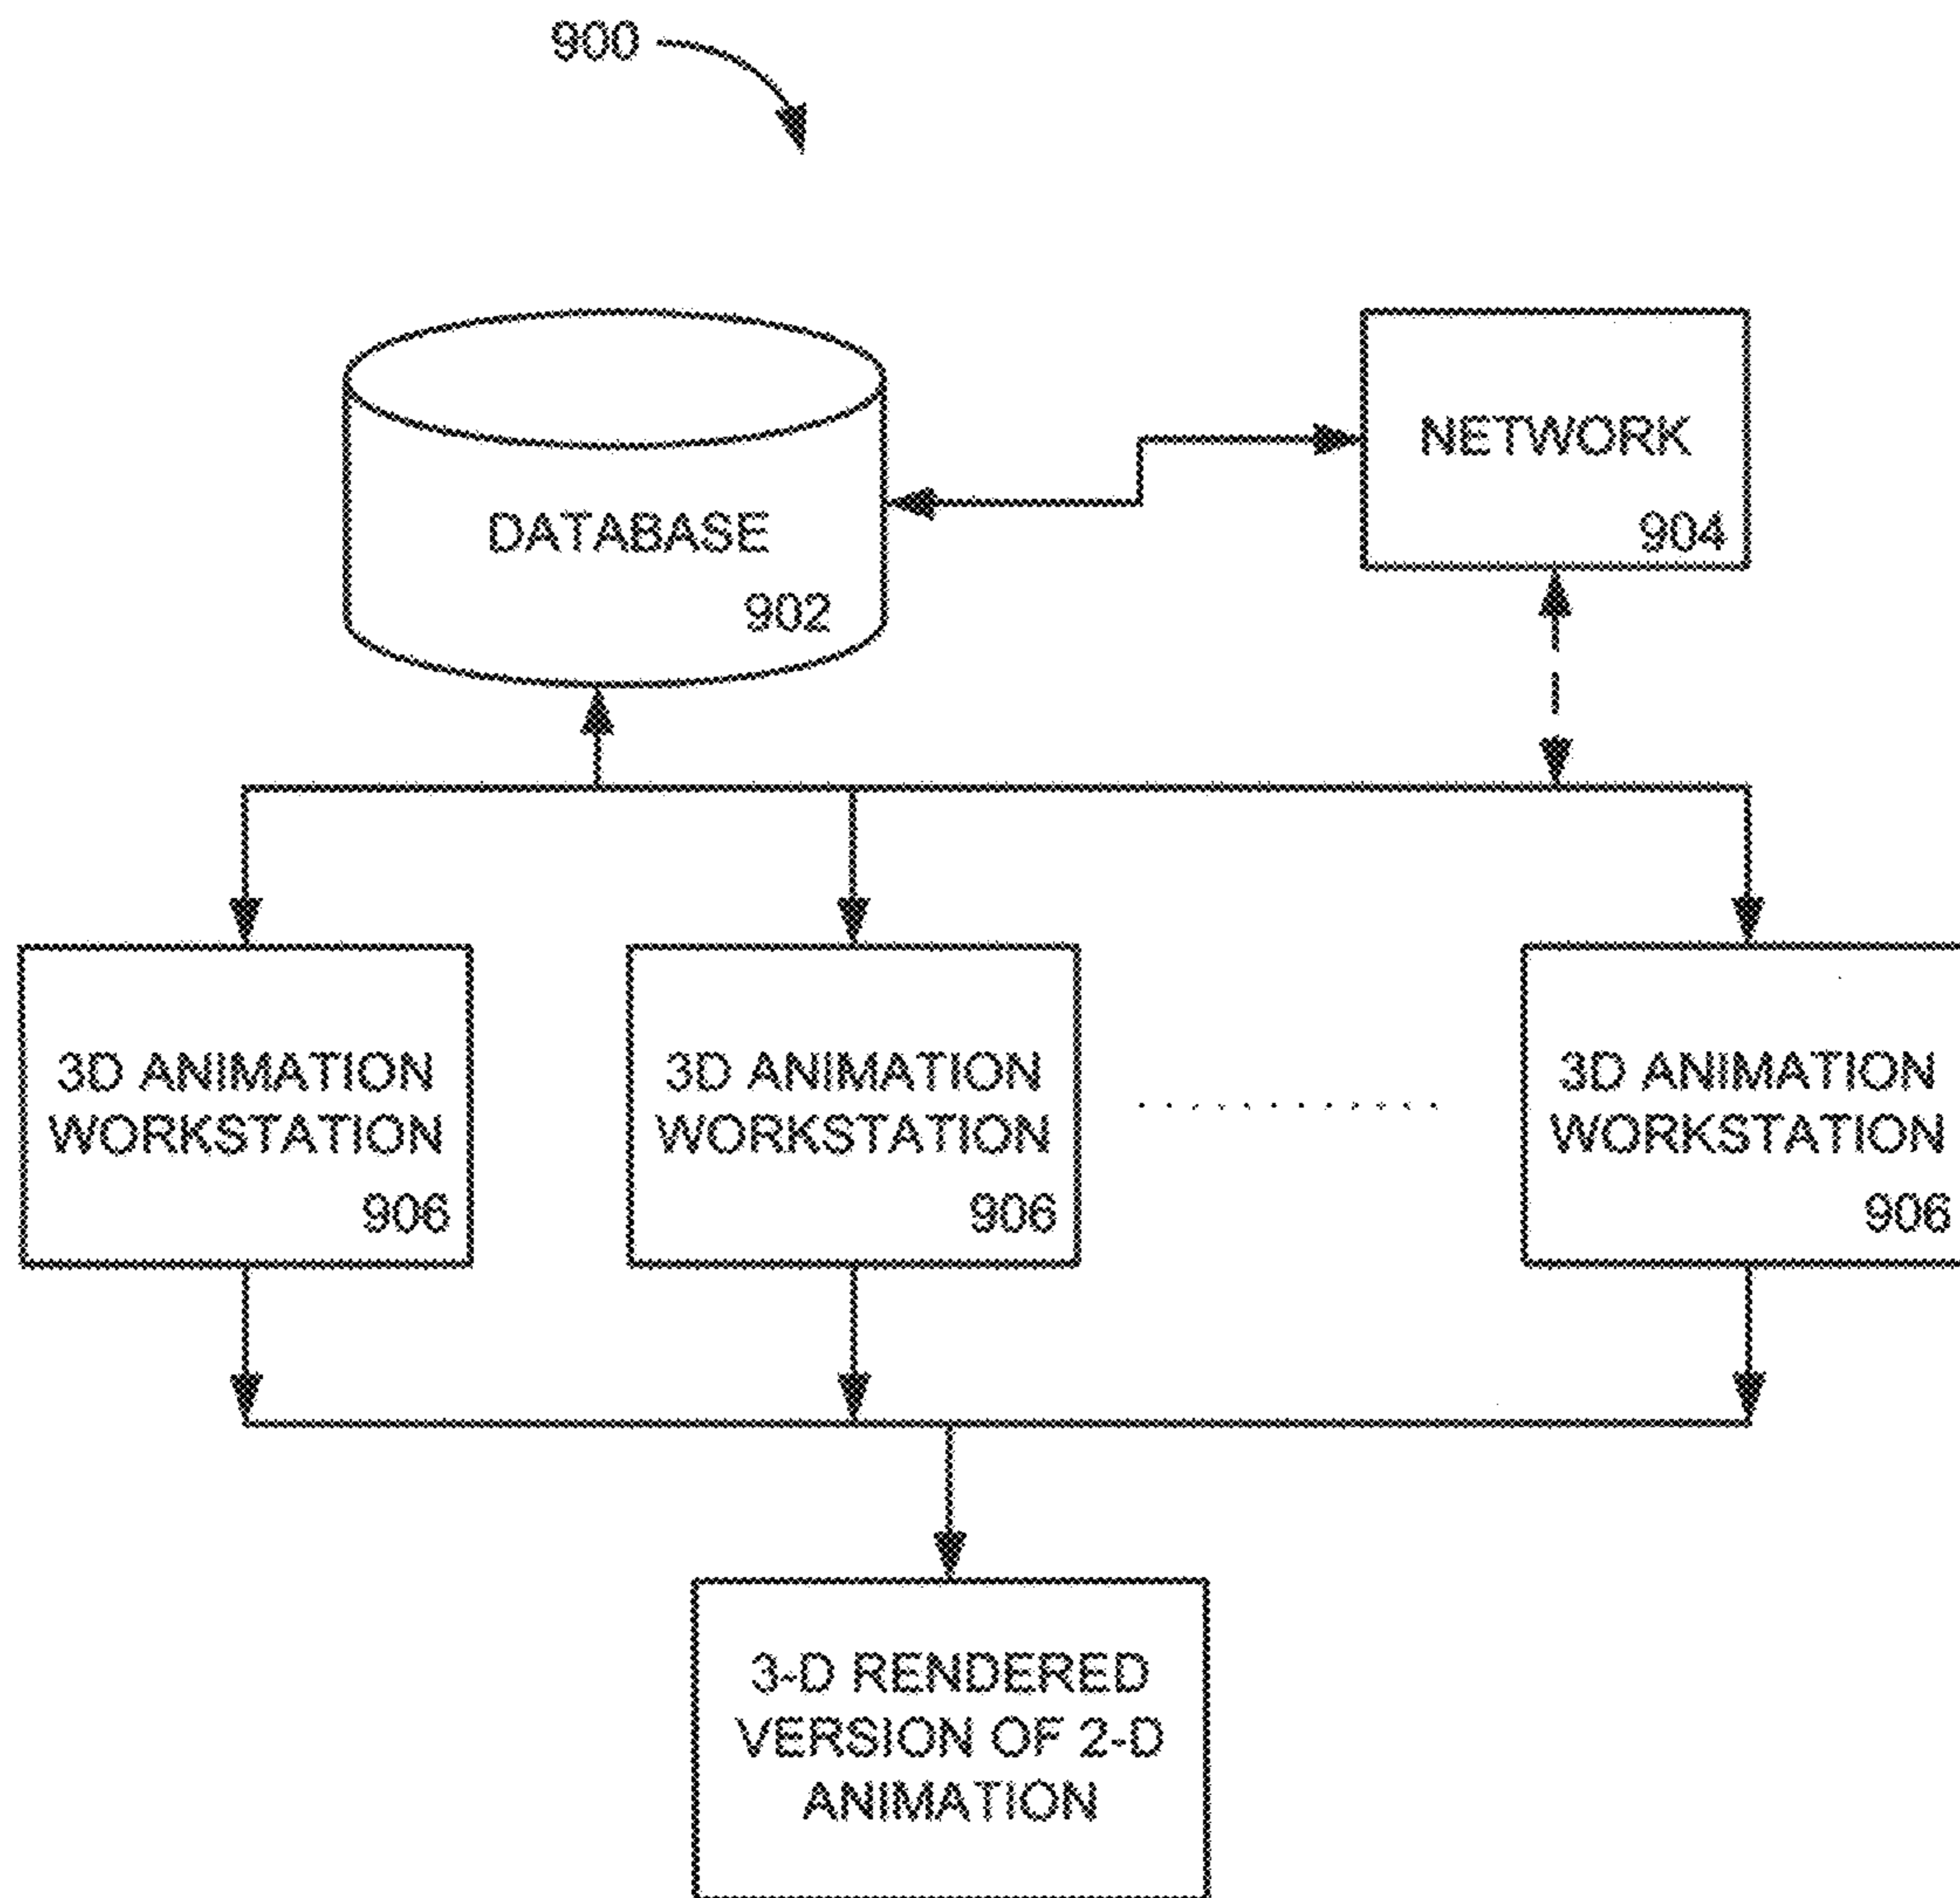 900
DATABASE
902
NETWORK
904
3D ANIMATION
WORKSTATION
906
3D ANIMATION
WORKSTATION
906
3D ANIMATION
WORKSTATION
906
3-D RENDERED
VERSION OF 2-D
ANIMATION